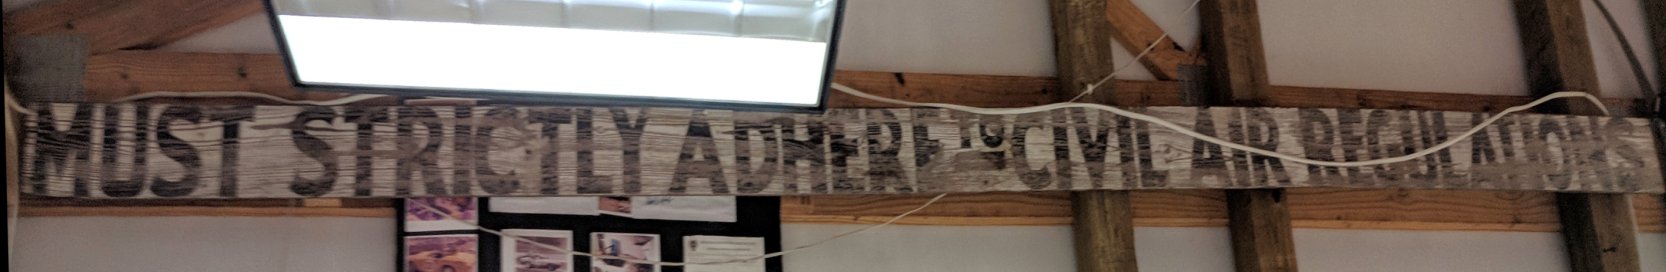 MUST STRICTLY ADHERE to CIVIL AIR REGULATIONS